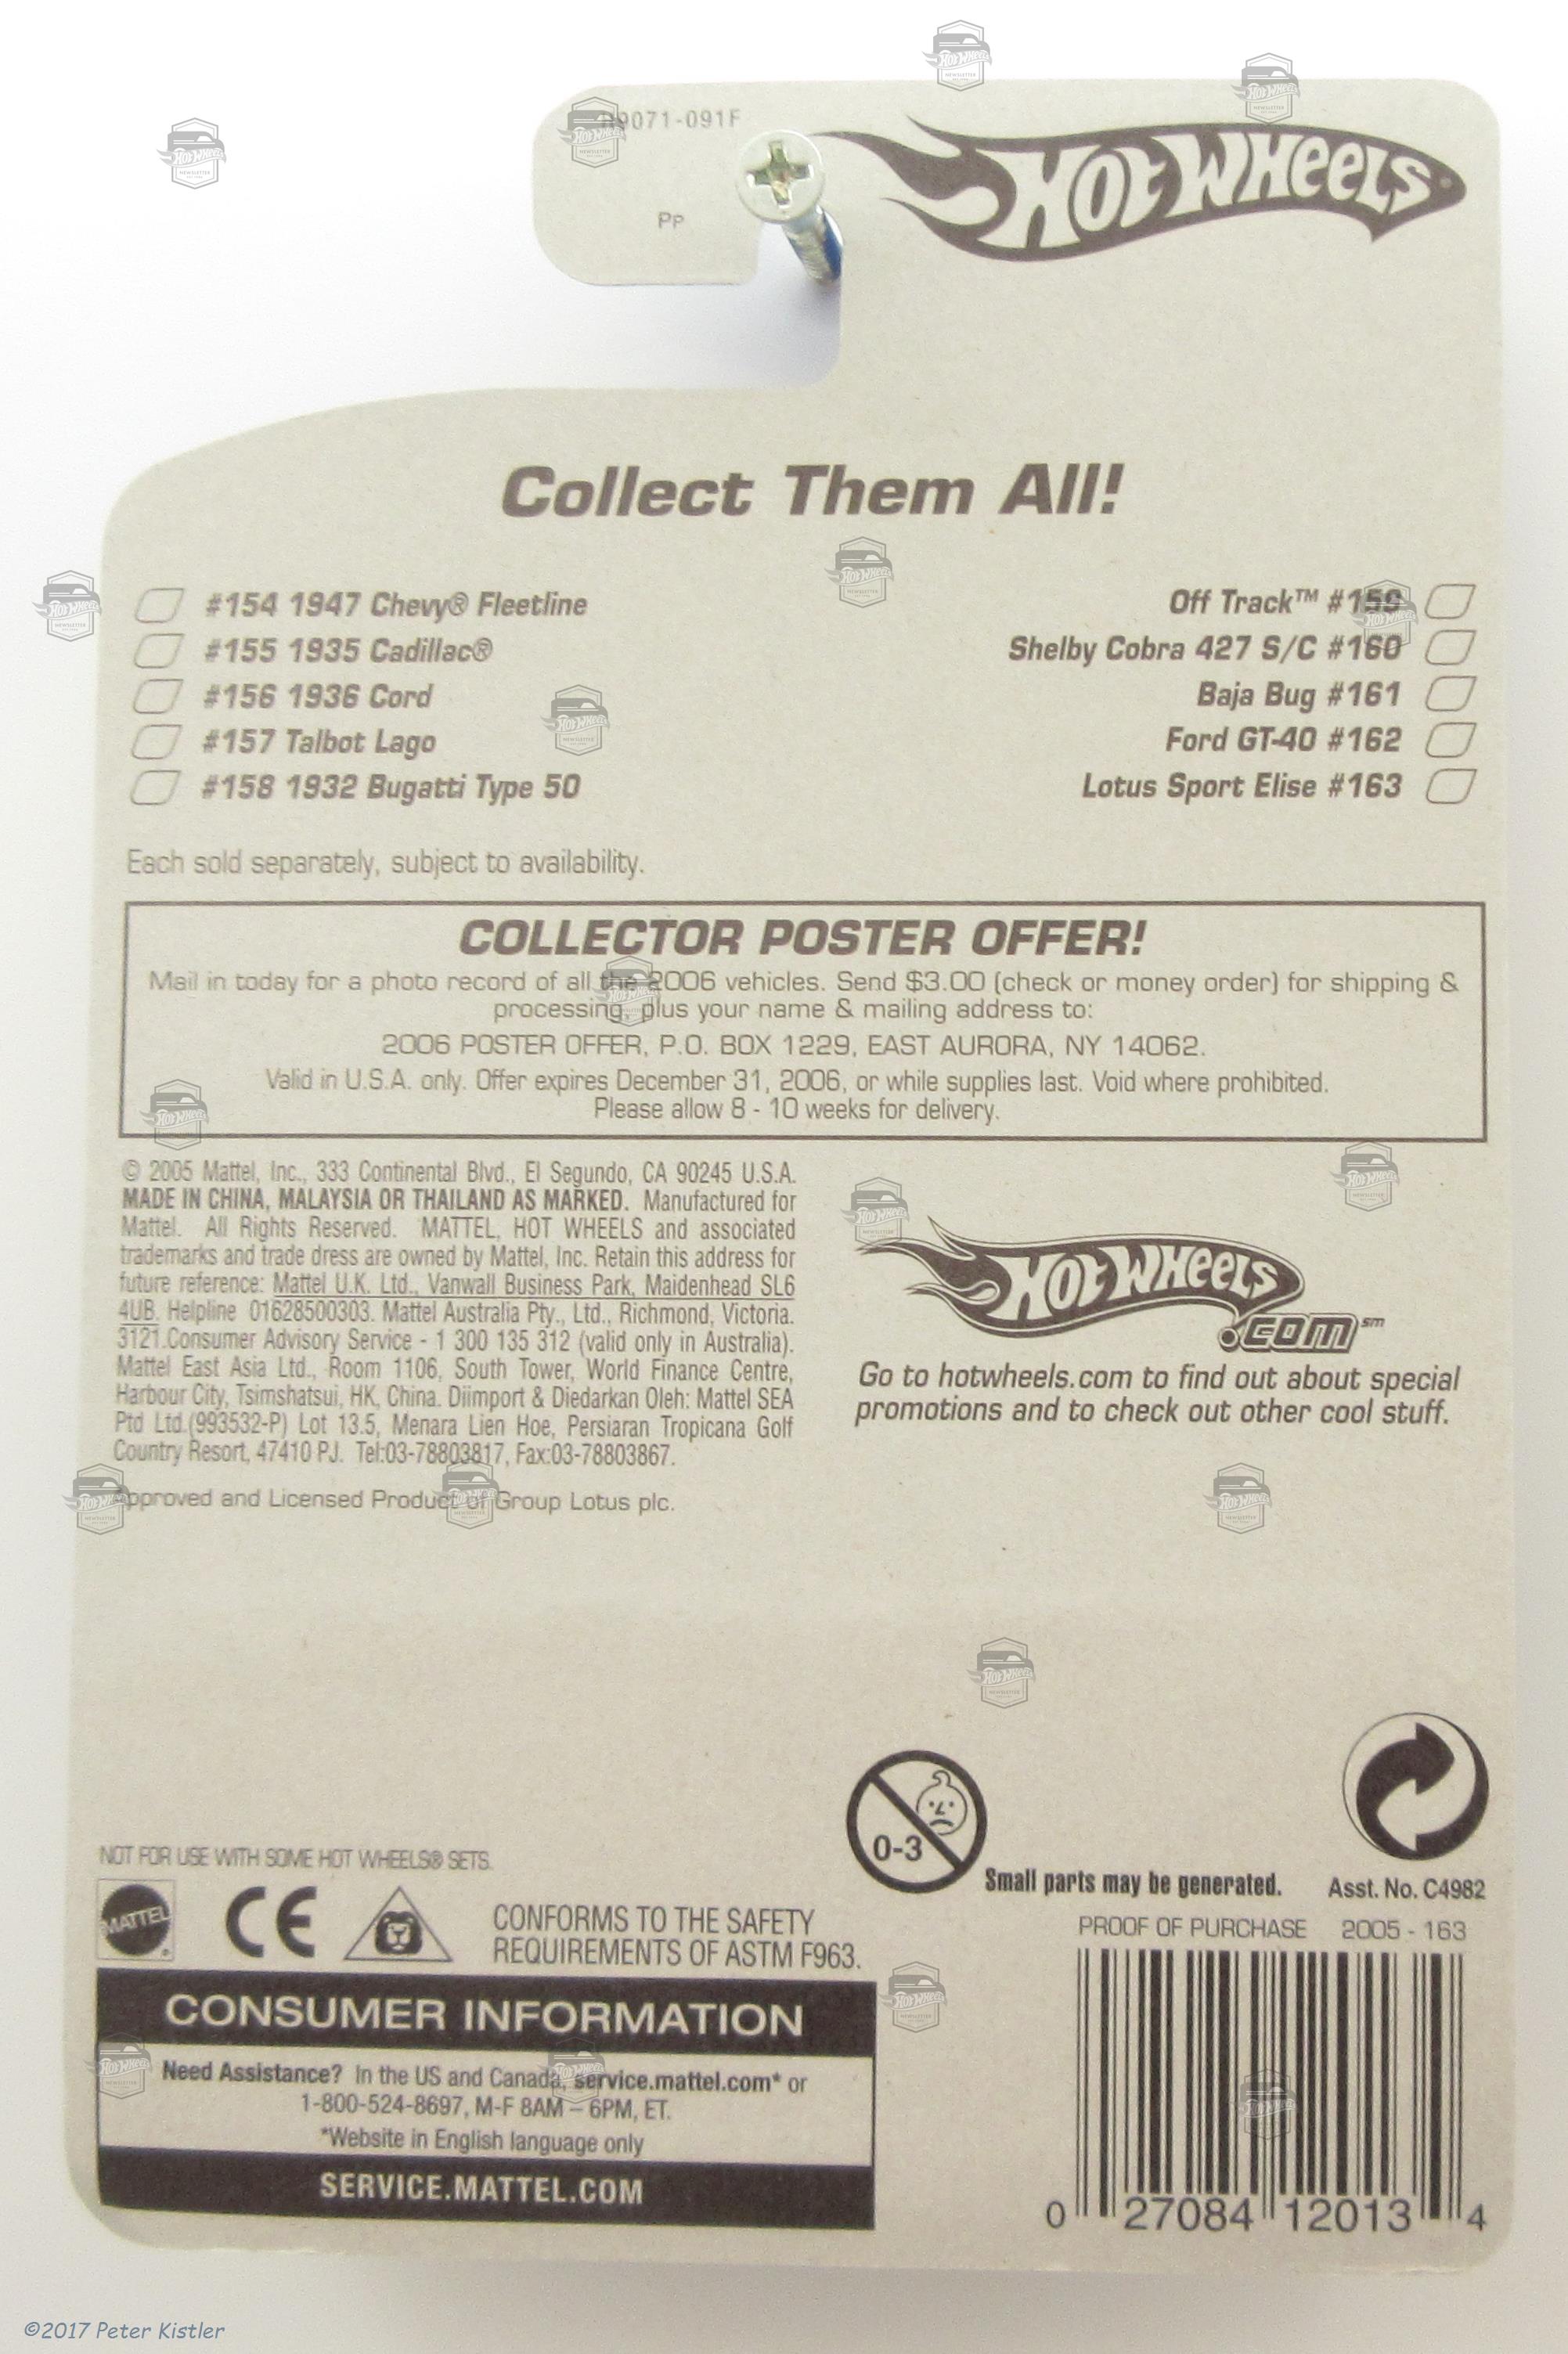 9071-091F
Pp
HOT WHEELS
Collect Them All!
#154 1947 Chevy® Fleetline
#155 1935 Cadillac®
#156 1936 Cord
#157 Talbot Lago
#158 1932 Bugatti Type 50
Off Track™ #159
Shelby Cobra 427 S/C #160
Baja Bug #161
Ford GT-40 #162
Lotus Sport Elise #163
Each sold separately, subject to availability.
COLLECTOR POSTER OFFER!
Mail in today for a photo record of all the 2006 vehicles. Send $3.00 (check or money order) for shipping &
processing, plus your name & mailing address to:
2006 POSTER OFFER, P.O. BOX 1229, EAST AURORA, NY 14062.
Valid in U.S.A. only. Offer expires December 31, 2006, or while supplies last. Void where prohibited.
Please allow 8 - 10 weeks for delivery.
© 2005 Mattel, Inc., 333 Continental Blvd., El Segundo, CA 90245 U.S.A.
MADE IN CHINA, MALAYSIA OR THAILAND AS MARKED. Manufactured for
Mattel. All Rights Reserved. MATTEL, HOT WHEELS and associated
trademarks and trade dress are owned by Mattel, Inc. Retain this address for
future reference: Mattel U.K. Ltd., Vanwall Business Park, Maidenhead SL6
4UB. Helpline 01628500303. Mattel Australia Pty., Ltd., Richmond, Victoria.
3121.Consumer Advisory Service - 1 300 135 312 (valid only in Australia).
Mattel East Asia Ltd., Room 1106, South Tower, World Finance Centre,
Harbour City, Tsimshatsui, HK, China. Diimport & Diedarkan Oleh: Mattel SEA
Ptd Ltd.(993532-P) Lot 13.5, Menara Lien Hoe, Persiaran Tropicana Golf
Country Resort, 47410 PJ. Tel:03-78803817, Fax:03-78803867.
Approved and Licensed Product of Group Lotus plc.
HOT WHEELS
.COM℠
Go to hotwheels.com to find out about special
promotions and to check out other cool stuff.
0-3
Small parts may be generated.
Asst. No. C4982
PROOF OF PURCHASE 2005 - 163
0 27084 12013 4
NOT FOR USE WITH SOME HOT WHEELS® SETS.
MATTEL®
CE
CONFORMS TO THE SAFETY
REQUIREMENTS OF ASTM F963.
CONSUMER INFORMATION
Need Assistance? In the US and Canada, service.mattel.com* or
1-800-524-8697, M-F 8AM – 6PM, ET.
*Website in English language only
SERVICE.MATTEL.COM
©2017 Peter Kistler